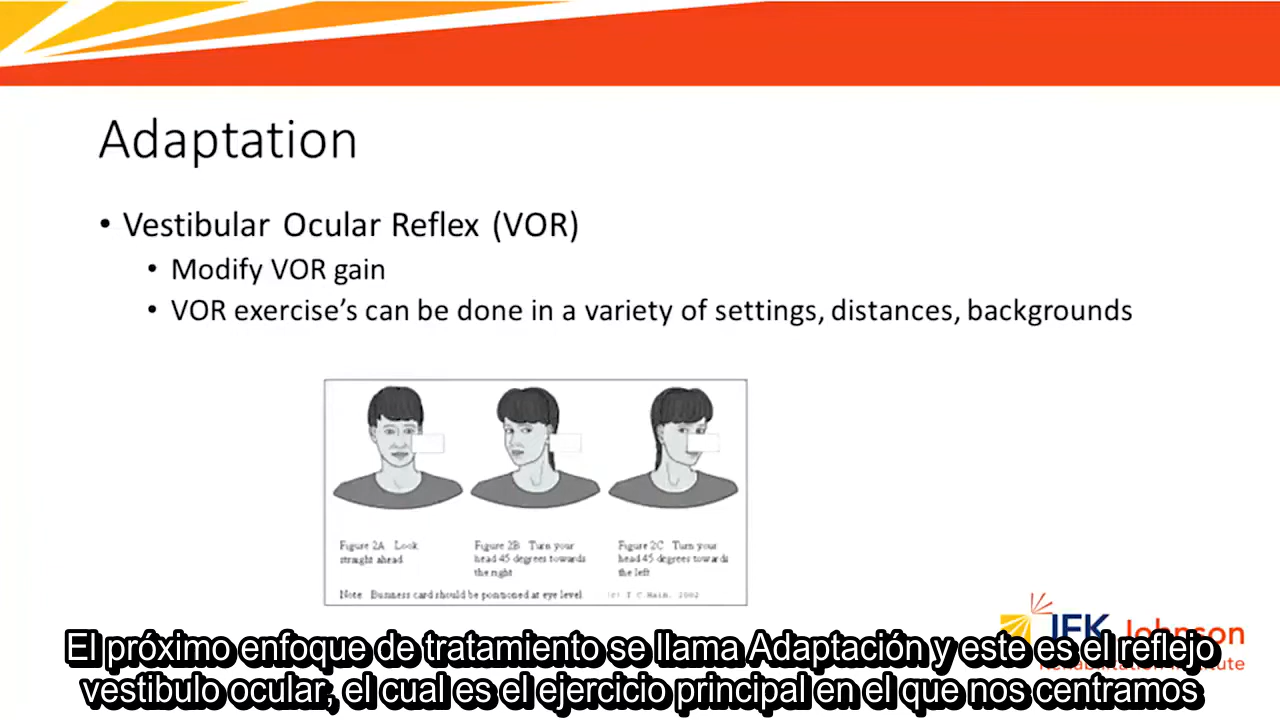 Adaptation
• Vestibular Ocular Reflex (VOR)
• Modify VOR gain
• VOR exercise's can be done in a variety of settings, distances, backgrounds
Figure 2A Look
straight ahead
Figure 2B Turn your
head 45 degrees towards
the right
Figure 2C Turn your
head 45 degrees towards
the left
Note Business card should be positioned at eye level.
(c) T C Hain, 2002
JFK Johnson
Rehabilitation Institute
El próximo enfoque de tratamiento se llama Adaptación y este es el reflejo
vestibulo ocular, el cual es el ejercicio principal en el que nos centramos